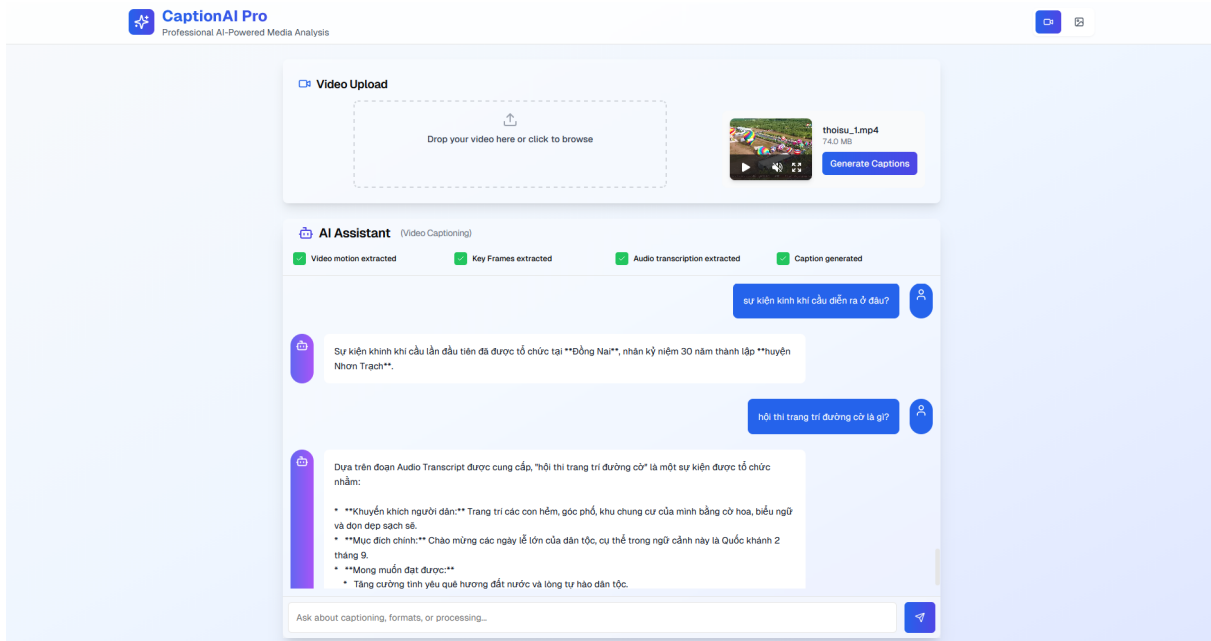 CaptionAI Pro
Professional AI-Powered Media Analysis
Video Upload
Drop your video here or click to browse
thoisu_1.mp4
74.0 MB
Generate Captions
AI Assistant (Video Captioning)
Video motion extracted
Key Frames extracted
Audio transcription extracted
Caption generated
sự kiện kinh khí cầu diễn ra ở đâu?
Sự kiện khinh khí cầu lần đầu tiên đã được tổ chức tại **Đồng Nai**, nhân kỷ niệm 30 năm thành lập **huyện
Nhơn Trạch**.
hội thi trang trí đường cờ là gì?
Dựa trên đoạn Audio Transcript được cung cấp, "hội thi trang trí đường cờ" là một sự kiện được tổ chức
nhằm:
* **Khuyến khích người dân:** Trang trí các con hẻm, góc phố, khu chung cư của mình bằng cờ hoa, biểu ngữ
và dọn dẹp sạch sẽ.
* **Mục đích chính:** Chào mừng các ngày lễ lớn của dân tộc, cụ thể trong ngữ cảnh này là Quốc khánh 2
tháng 9.
* **Mong muốn đạt được:**
* Tăng cường tình yêu quê hương đất nước và lòng tự hào dân tộc.
Ask about captioning, formats, or processing...